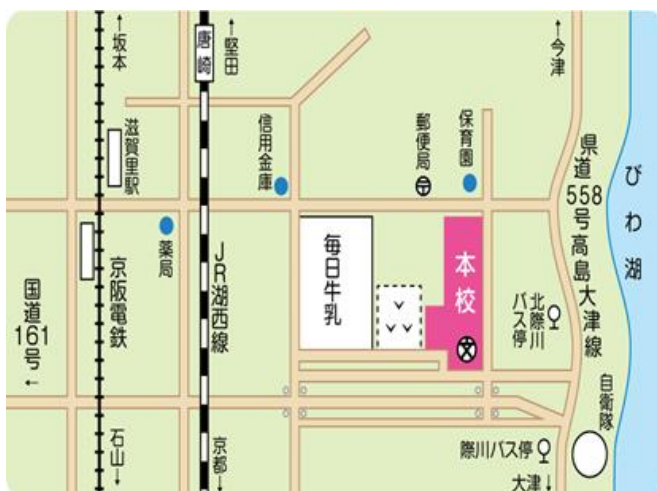 ↑坂本
唐崎
↑堅田
↑今津
滋賀里駅
信用金庫
郵便局
保育園
県道558号高島大津線
びわ湖
薬局
京阪電鉄
JR湖西線
毎日牛乳
本校
文
北際川
バス停
国道161号←
自衛隊
石山↓
京都↓
際川バス停
大津↓